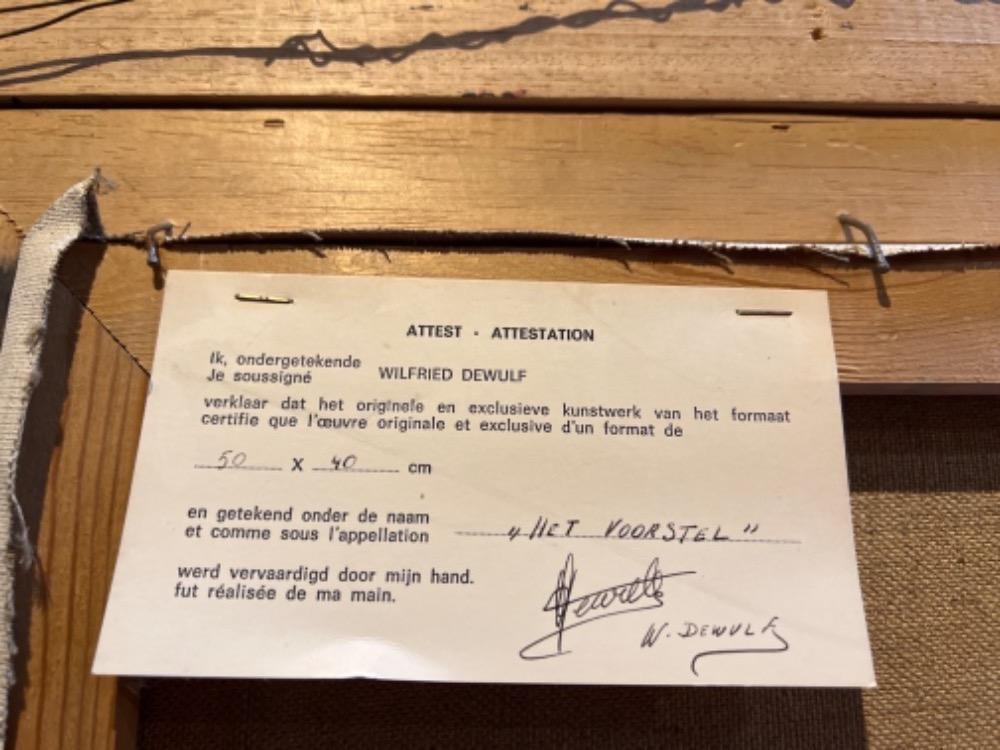 ATTEST - ATTESTATION
Ik, ondergetekende
Je soussigné
WILFRIED DEWULF
verklaar dat het originele en exclusieve kunstwerk van het formaat
certifie que l'œuvre originale et exclusive d'un format de
50 X 40 cm
en getekend onder de naam
et comme sous l'appellation
„HET VOORSTEL"
werd vervaardigd door mijn hand.
fut réalisée de ma main.
W. DEWULF